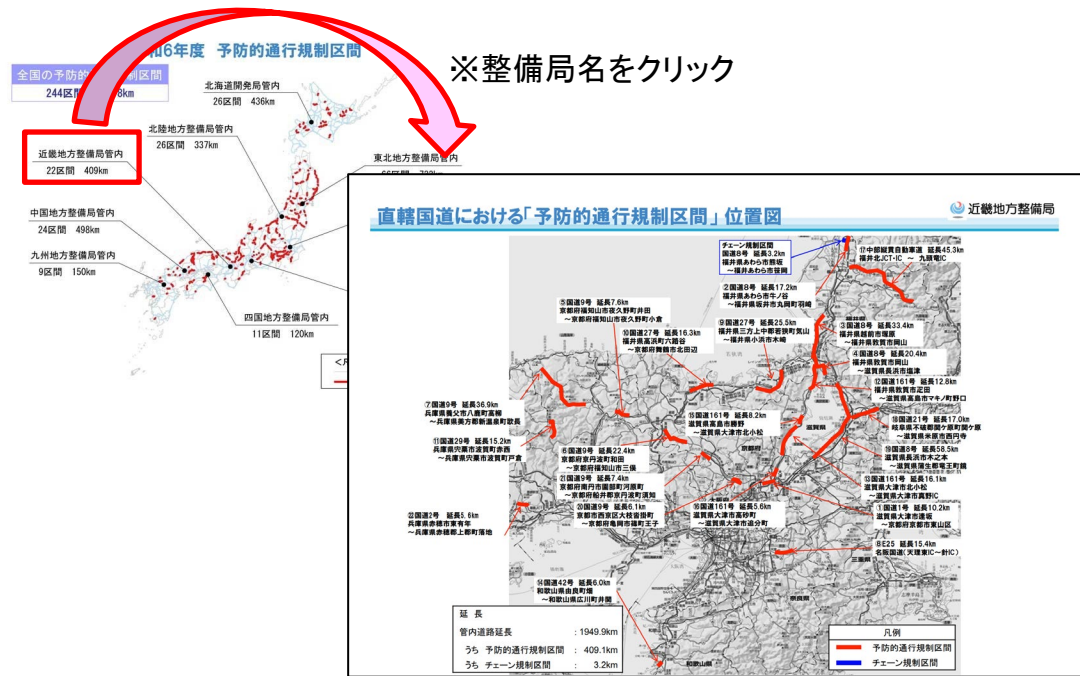 ※整備局名をクリック
和6年度 予防的通行規制区間
全国の予防的 制区間
244区間 8km
北海道開発局管内
26区間 436km
北陸地方整備局管内
26区間 337km
近畿地方整備局管内
22区間 409km
東北地方整備局管内
中国地方整備局管内
24区間 498km
九州地方整備局管内
9区間 150km
四国地方整備局管内
11区間 120km
直轄国道における「予防的通行規制区間」位置図
近畿地方整備局
チェーン規制区間
国道8号 延長3.2km
福井県あわら市熊坂
～福井あわら市笹岡
⑰中部縦貫自動車道 延長45.3km
福井北JCT・IC ～ 九頭竜IC
②国道8号 延長17.2km
福井県あわら市牛ノ谷
～福井県坂井市丸岡町羽崎
⑤国道9号 延長7.6km
京都府福知山市夜久野町井田
～京都府福知山市夜久野町小倉
⑩国道27号 延長16.3km
福井県高浜町六路谷
～京都府舞鶴市北田辺
⑨国道27号 延長25.5km
福井県三方上中郡若狭町気山
～福井県小浜市木崎
③国道8号 延長33.4km
福井県越前市塚原
～福井県敦賀市岡山
④国道8号 延長20.4km
福井県敦賀市岡山
～滋賀県長浜市塩津
⑫国道161号 延長12.8km
福井県敦賀市疋田
～滋賀県高島市マキノ町野口
⑦国道9号 延長36.9km
兵庫県養父市八鹿町高柳
～兵庫県美方郡新温泉町歌長
⑮国道161号 延長8.2km
滋賀県高島市勝野
～滋賀県大津市北小松
滋賀県
⑱国道21号 延長17.0km
岐阜県不破郡関ケ原町関ケ原
～滋賀県米原市西円寺
⑪国道29号 延長15.2km
兵庫県宍粟市波賀町赤西
～兵庫県宍粟市波賀町戸倉
⑥国道9号 延長22.4km
京都府京丹波町和田
～京都府福知山市三俣
京都府
⑲国道8号 延長58.5km
滋賀県長浜市木之本
～滋賀県蒲生郡竜王町鏡
㉑国道9号 延長7.4km
京都府南丹市園部町河原町
～京都府船井郡京丹波町須知
⑬国道161号 延長16.1km
滋賀県大津市北小松
～滋賀県大津市真野IC
㉒国道2号 延長5.6km
兵庫県赤穂市東有年
～兵庫県赤穂郡上郡町落地
⑳国道9号 延長6.1km
京都市西京区大枝沓掛町
～京都府亀岡市篠町王子
⑯国道161号 延長5.6km
滋賀県大津市高砂町
～滋賀県大津市追分町
①国道1号 延長10.2km
滋賀県大津市逢坂
～京都府京都市東山区
⑧E25 延長15.4km
名阪国道(天理東IC～針IC)
三重県
⑭国道42号 延長6.0km
和歌山県由良町畑
～和歌山県広川町井関
奈良県
和歌山県
延 長
管内道路延長 : 1949.9km
うち 予防的通行規制区間 : 409.1km
うち チェーン規制区間 : 3.2km
凡例
予防的通行規制区間
チェーン規制区間